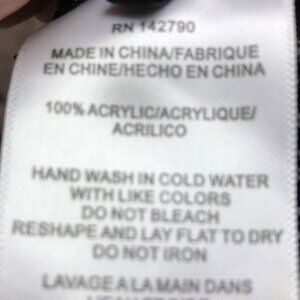 RN 142790
MADE IN CHINA/FABRIQUE
EN CHINE/HECHO EN CHINA
100% ACRYLIC/ACRYLIQUE/
ACRILICO
HAND WASH IN COLD WATER
WITH LIKE COLORS
DO NOT BLEACH
RESHAPE AND LAY FLAT TO DRY
DO NOT IRON
LAVAGE A LA MAIN DANS